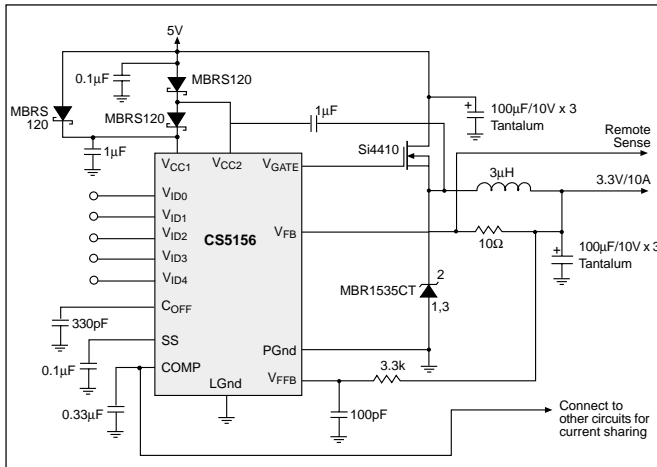 5V
0.1μF
MBRS120
MBRS
120
MBRS120
1μF
1μF
100μF/10V x 3
Tantalum
Remote
Sense
Si4410
3μH
3.3V/10A
VCC1
VCC2
VGATE
VID0
VID1
VID2
VID3
VID4
CS5156
VFB
10Ω
100μF/10V x 3
Tantalum
2
MBR1535CT
1,3
COFF
330pF
SS
0.1μF
COMP
PGnd
LGnd
VFFB
3.3k
0.33μF
100pF
Connect to
other circuits for
current sharing